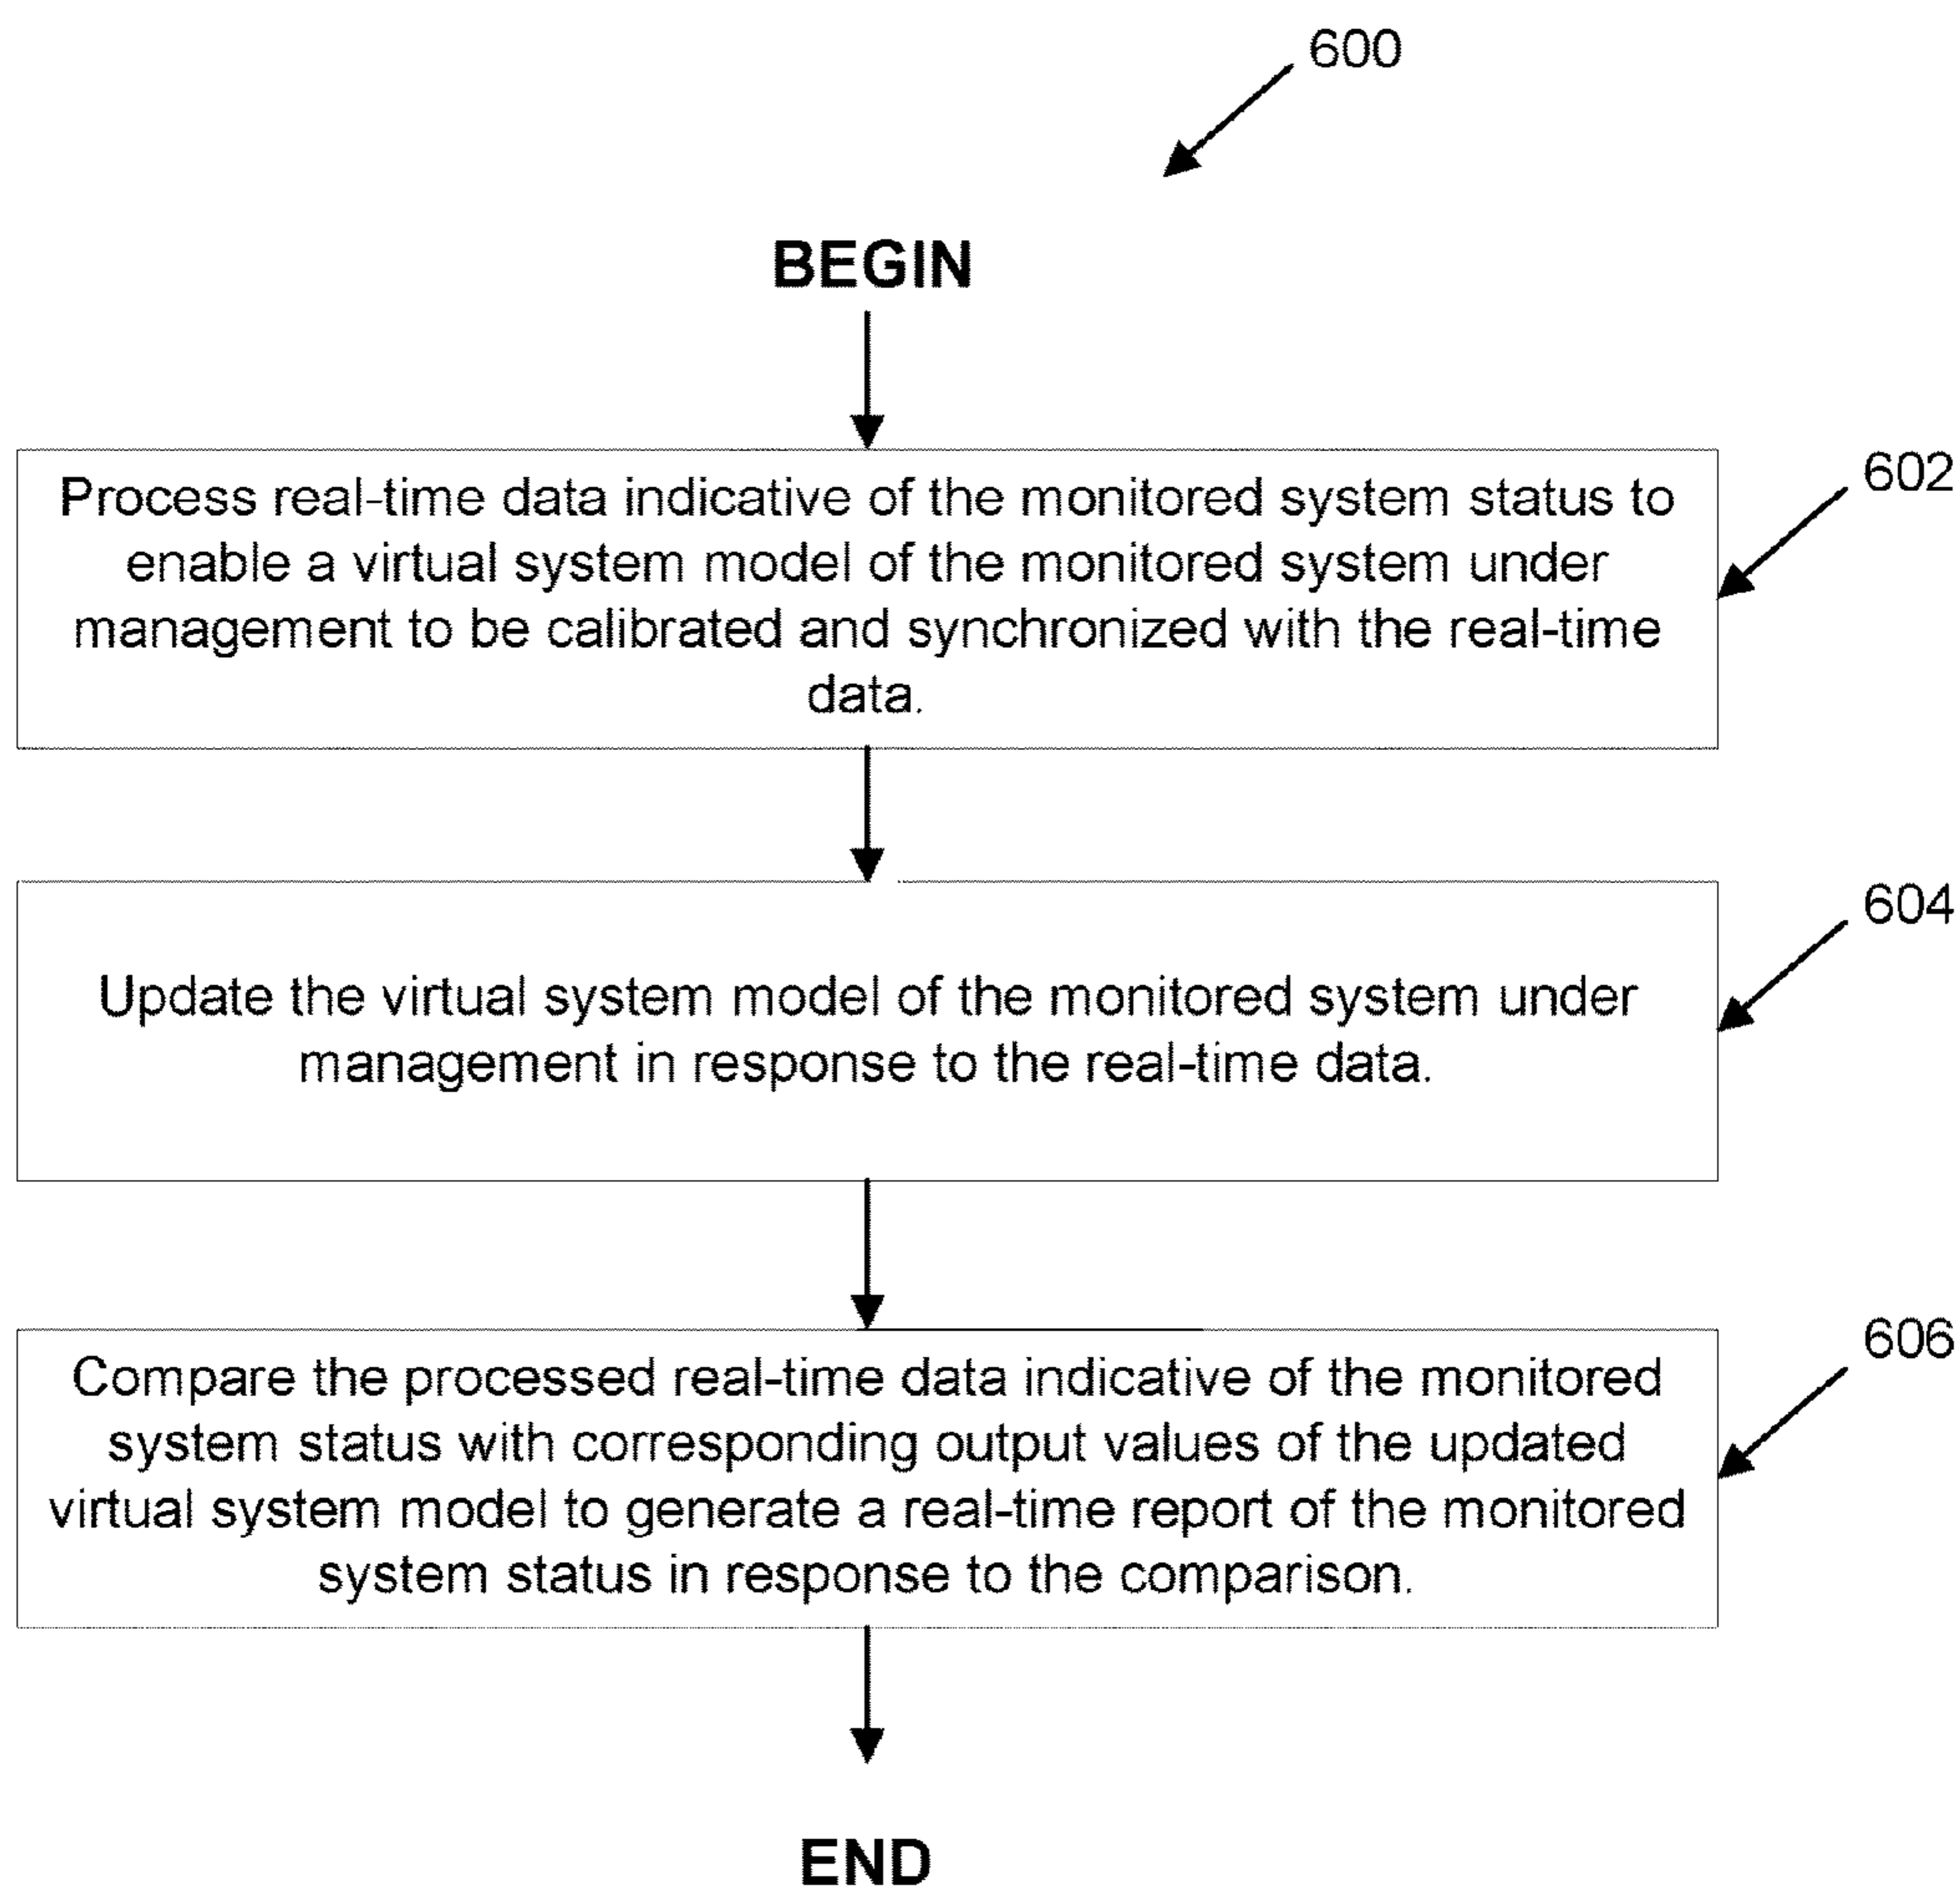 600
BEGIN
602
Process real-time data indicative of the monitored system status to
enable a virtual system model of the monitored system under
management to be calibrated and synchronized with the real-time
data.
604
Update the virtual system model of the monitored system under
management in response to the real-time data.
606
Compare the processed real-time data indicative of the monitored
system status with corresponding output values of the updated
virtual system model to generate a real-time report of the monitored
system status in response to the comparison.
END